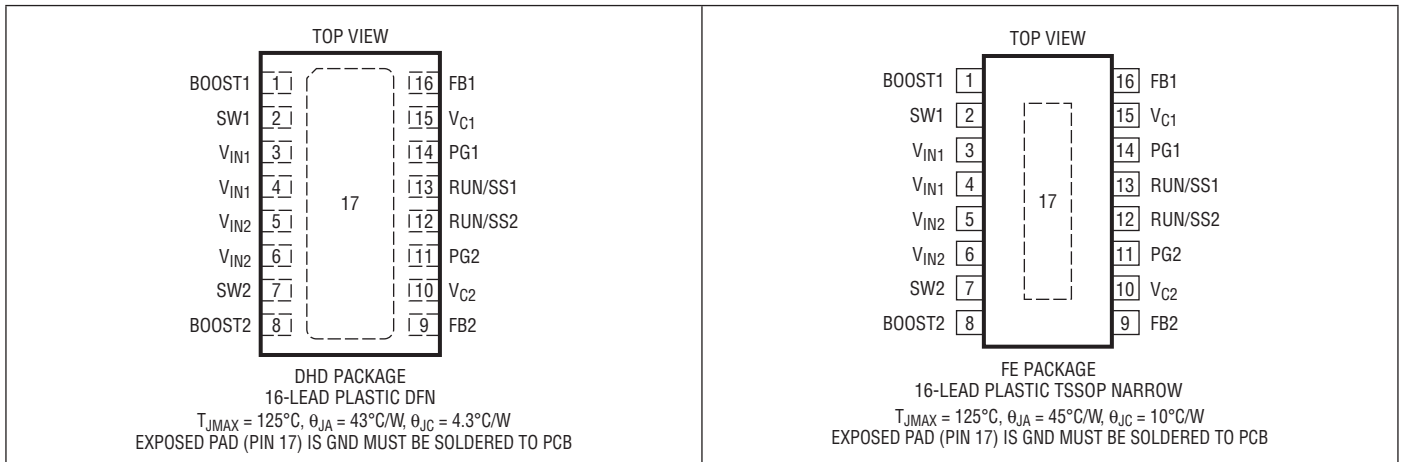 TOP VIEW
BOOST1 1 16 FB1
SW1 2 15 VC1
VIN1 3 14 PG1
VIN1 4 13 RUN/SS1
17
VIN2 5 12 RUN/SS2
VIN2 6 11 PG2
SW2 7 10 VC2
BOOST2 8 9 FB2
DHD PACKAGE
16-LEAD PLASTIC DFN
TJMAX = 125°C, θJA = 43°C/W, θJC = 4.3°C/W
EXPOSED PAD (PIN 17) IS GND MUST BE SOLDERED TO PCB
TOP VIEW
BOOST1 1 16 FB1
SW1 2 15 VC1
VIN1 3 14 PG1
VIN1 4 13 RUN/SS1
17
VIN2 5 12 RUN/SS2
VIN2 6 11 PG2
SW2 7 10 VC2
BOOST2 8 9 FB2
FE PACKAGE
16-LEAD PLASTIC TSSOP NARROW
TJMAX = 125°C, θJA = 45°C/W, θJC = 10°C/W
EXPOSED PAD (PIN 17) IS GND MUST BE SOLDERED TO PCB